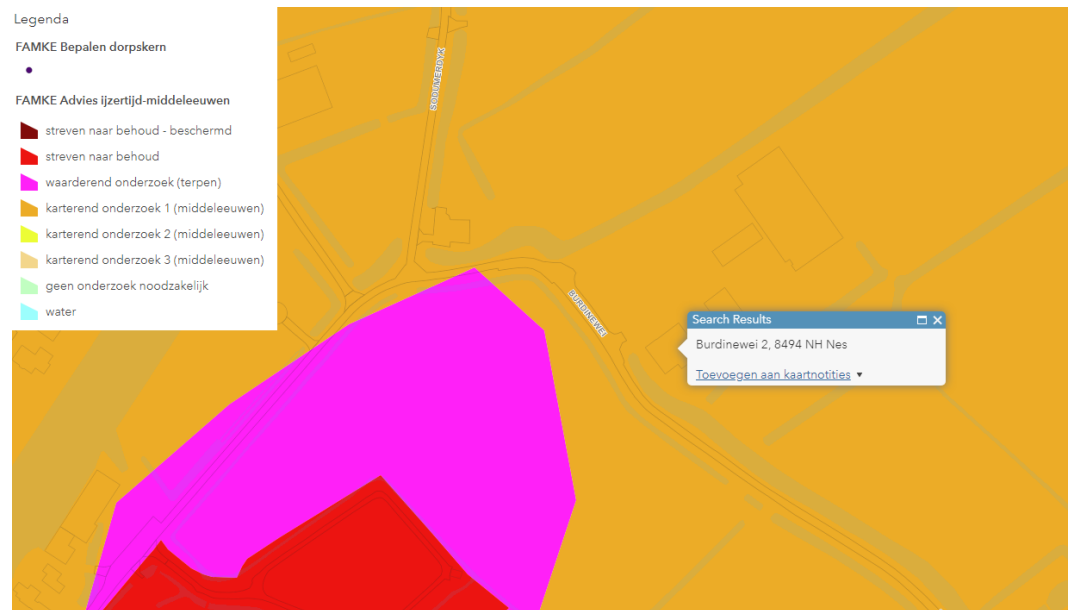 Legenda
FAMKE Bepalen dorpskern
FAMKE Advies ijzertijd-middeleeuwen
streven naar behoud - beschermd
streven naar behoud
waarderend onderzoek (terpen)
karterend onderzoek 1 (middeleeuwen)
karterend onderzoek 2 (middeleeuwen)
karterend onderzoek 3 (middeleeuwen)
geen onderzoek noodzakelijk
water
BURDINEWEI
Search Results
Burdinewei 2, 8494 NH Nes
Toevoegen aan kaartnotities